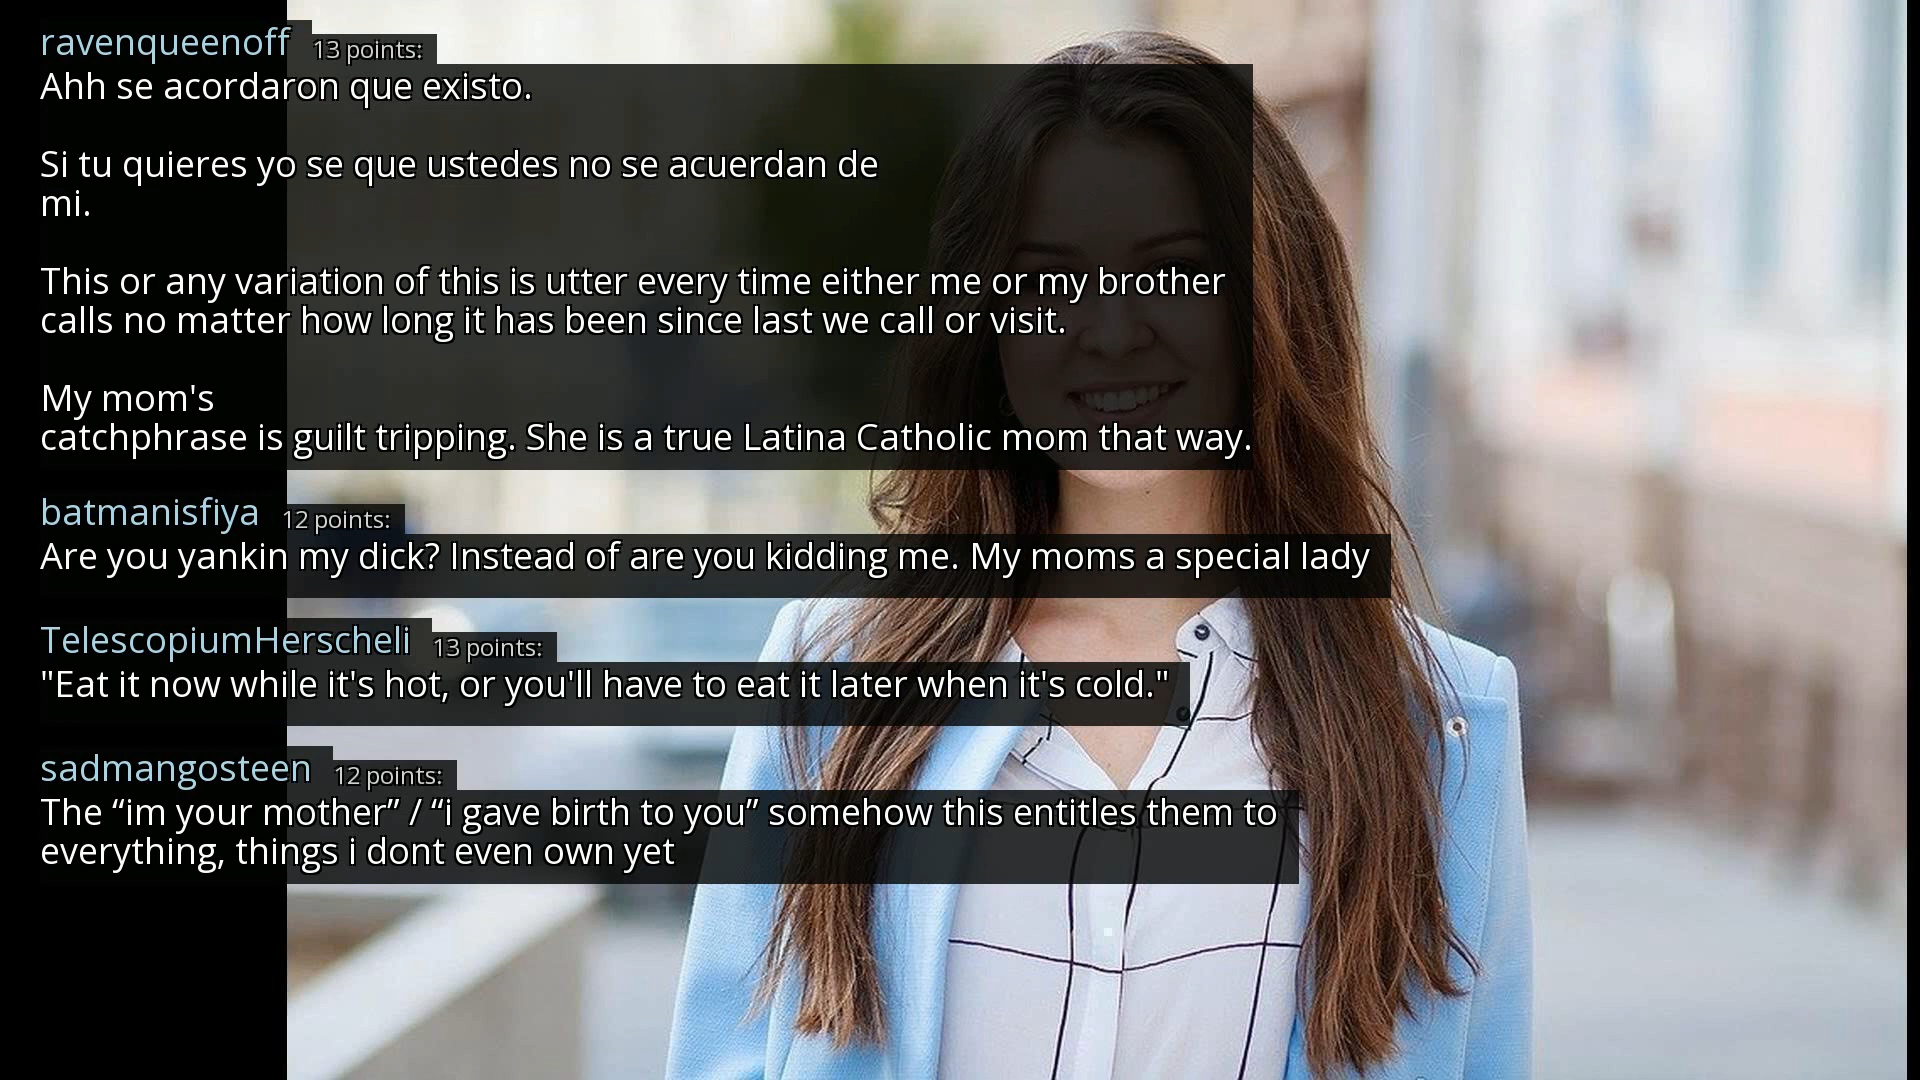 ravenqueenoff 13 points:
Ahh se acordaron que existo.
Si tu quieres yo se que ustedes no se acuerdan de
mi.
This or any variation of this is utter every time either me or my brother
calls no matter how long it has been since last we call or visit.
My mom's
catchphrase is guilt tripping. She is a true Latina Catholic mom that way.
batmanisfiya 12 points:
Are you yankin my dick? Instead of are you kidding me. My moms a special lady
TelescopiumHerscheli 13 points:
"Eat it now while it's hot, or you'll have to eat it later when it's cold."
sadmangosteen 12 points:
The “im your mother” / “i gave birth to you” somehow this entitles them to
everything, things i dont even own yet